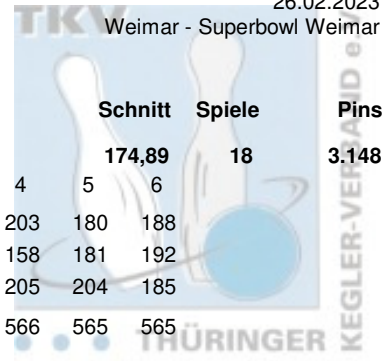 26.02.2023
TKV
Weimar - Superbowl Weimar
Schnitt Spiele Pins
174,89 18 3.148
4 5 6
203 180 188
158 181 192
205 204 185
566 565 565
THÜRINGER
KEGLER-VERBAND e.V